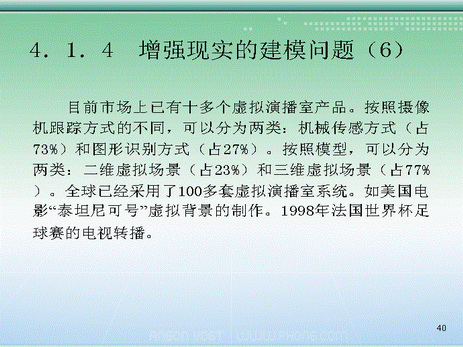 4．1．4 增强现实的建模问题（6）
目前市场上已有十多个虚拟演播室产品。按照摄像
机跟踪方式的不同，可以分为两类：机械传感方式（占
73%）和图形识别方式（占27%）。按照模型，可以分为
两类：二维虚拟场景（占23%）和三维虚拟场景（占77%
）。全球已经采用了100多套虚拟演播室系统。如美国电
影“泰坦尼可号”虚拟背景的制作。1998年法国世界杯足
球赛的电视转播。
40